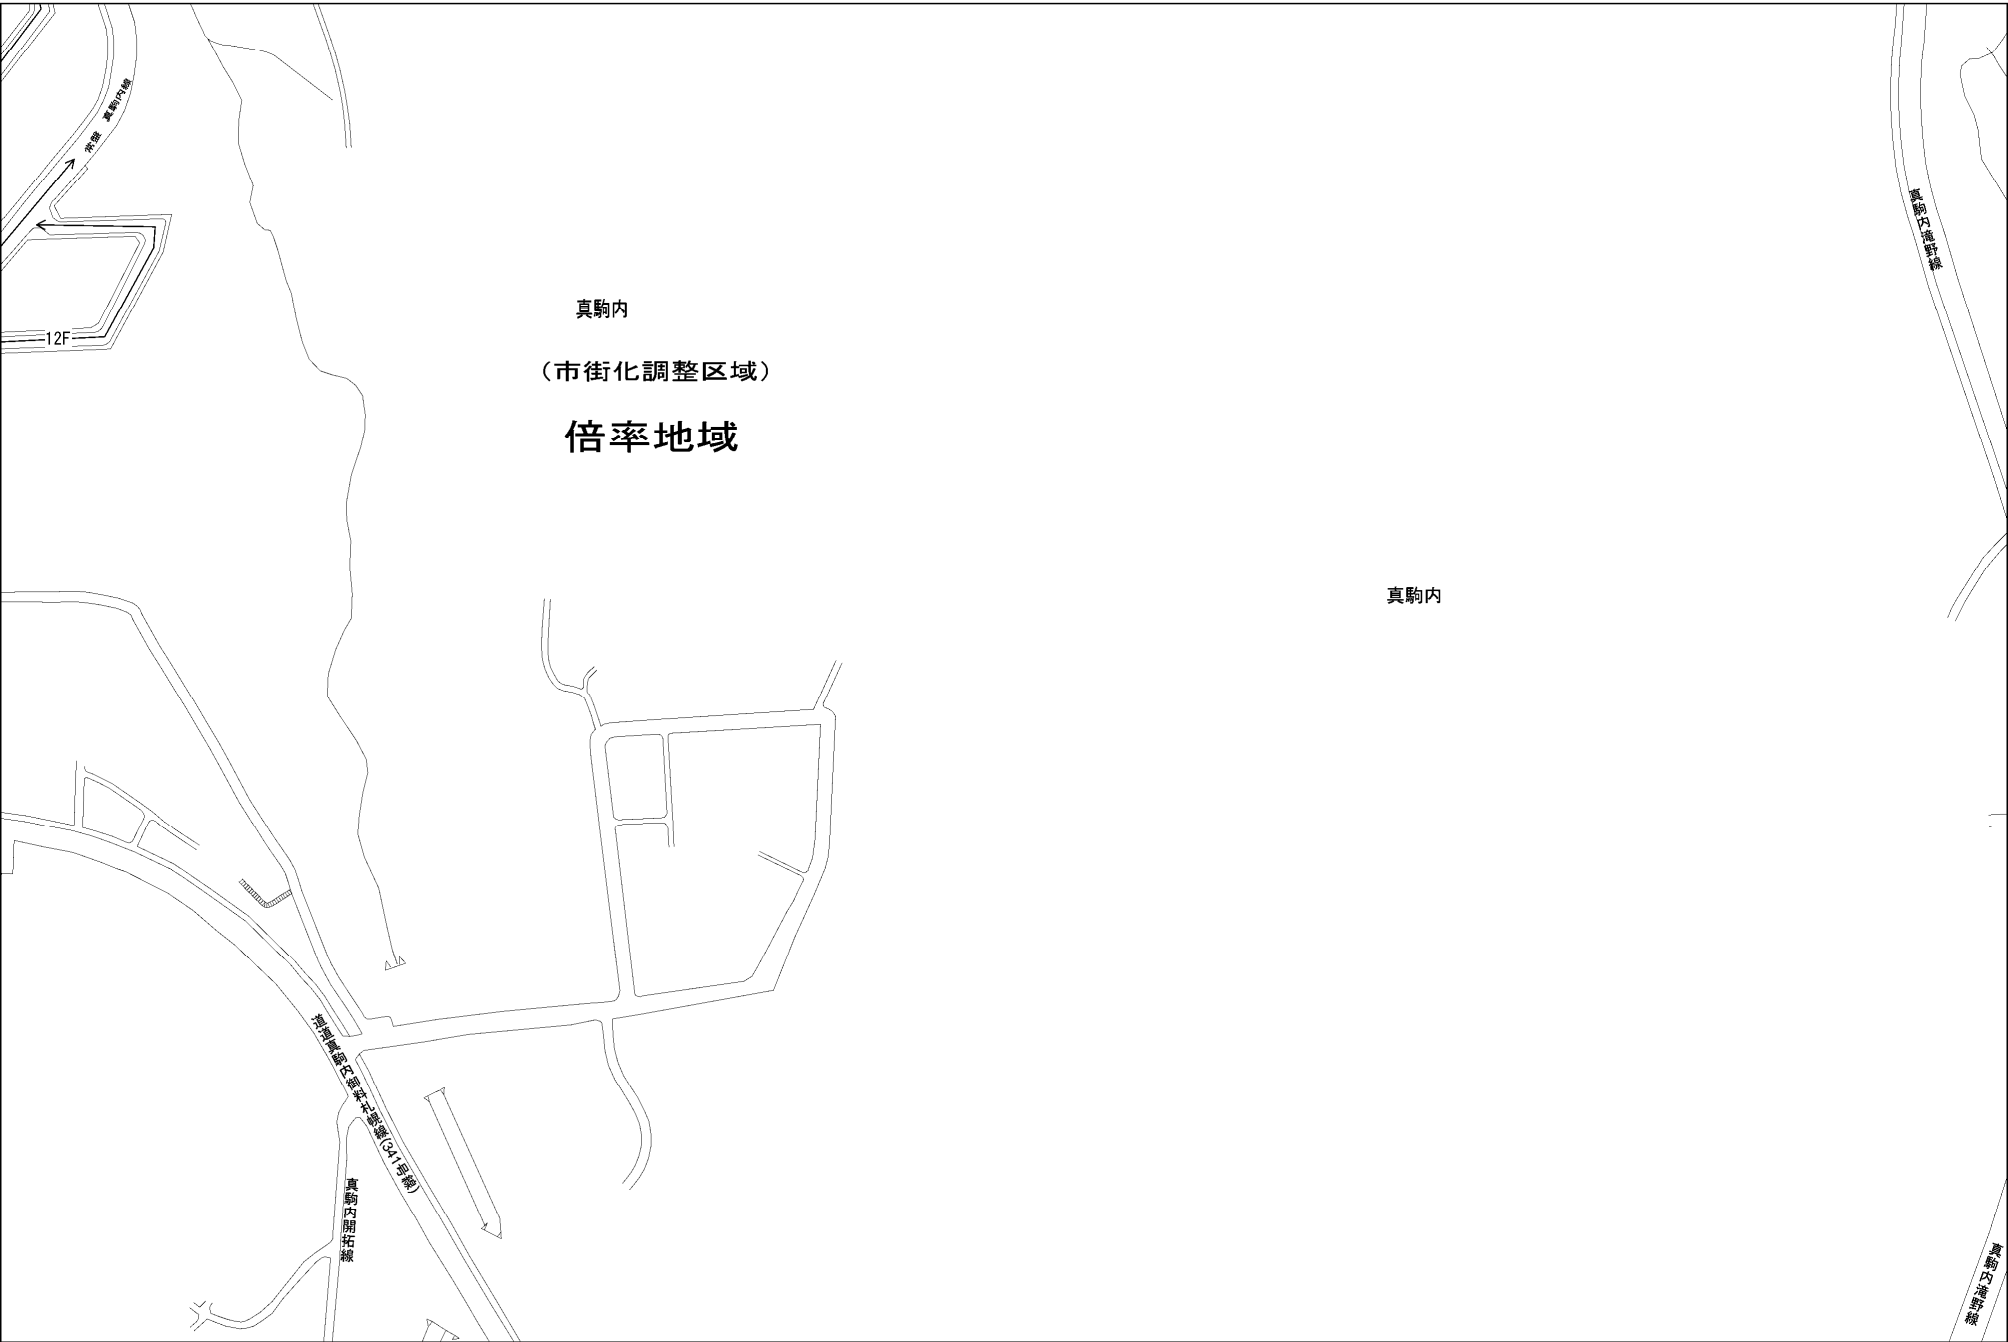 常盤 真駒内線
真駒内滝野線
12F
真駒内
（市街化調整区域）
倍率地域
真駒内
道道真駒内御料札幌線(341号線)
真駒内開拓線
真駒内滝野線